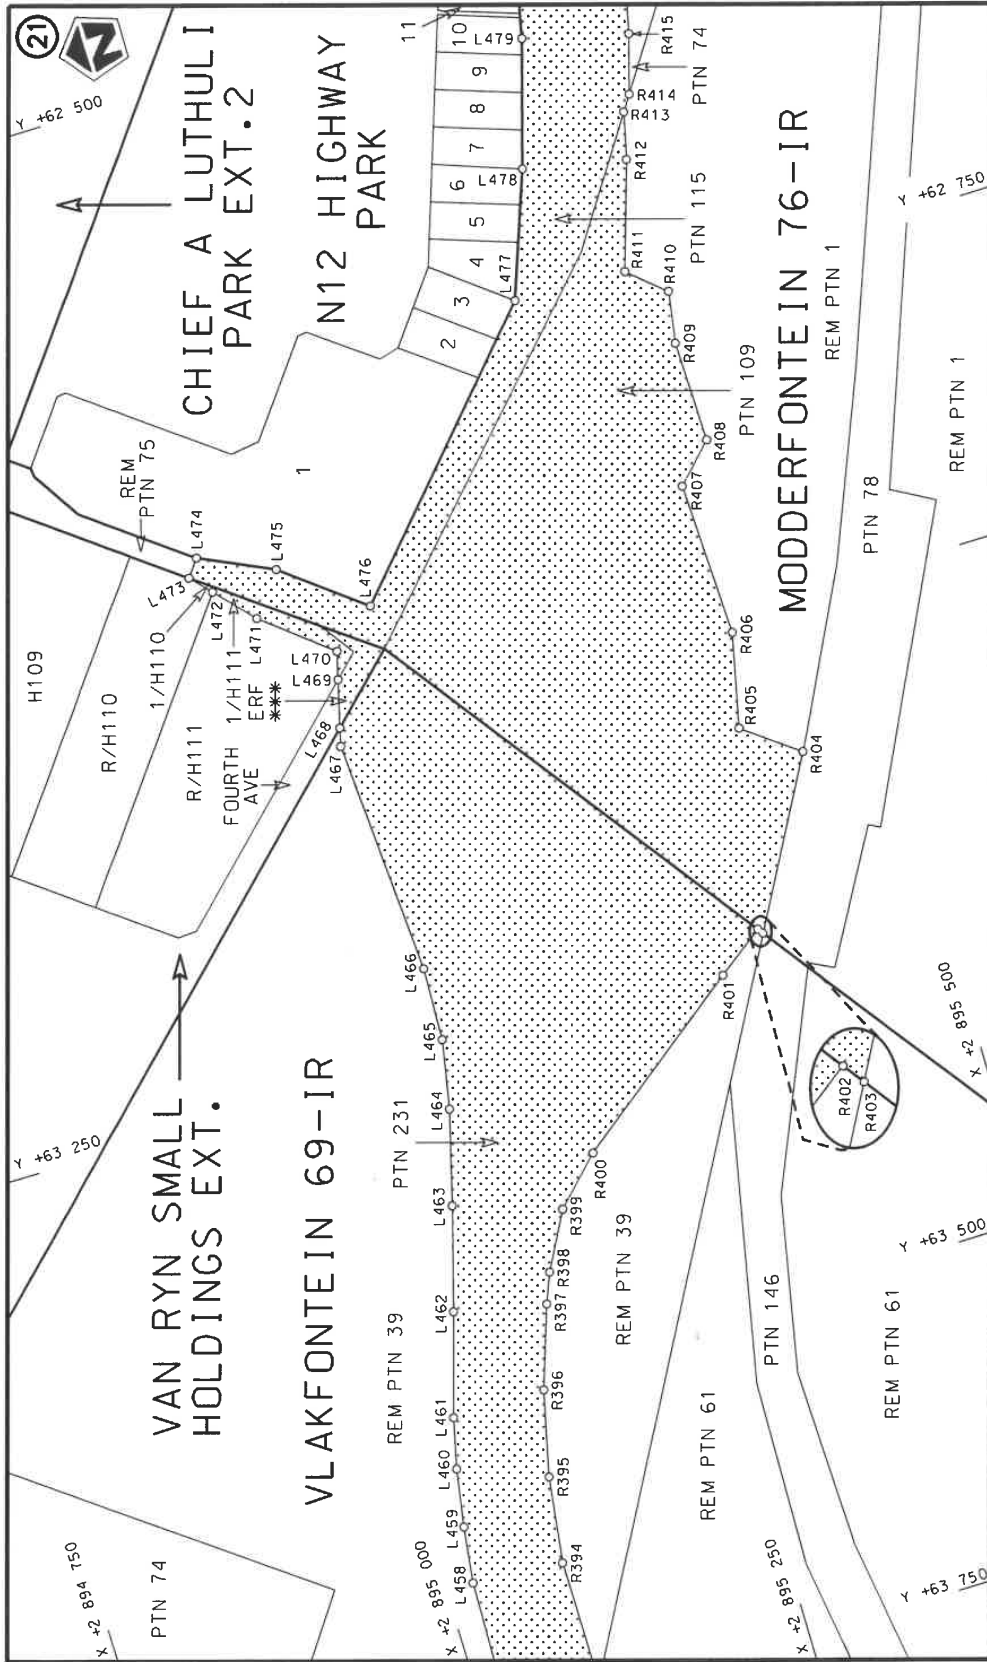 21
N
Y +62 500
CHIEF A LUTHULI
PARK EXT.2
N12 HIGHWAY
PARK
11
10
9
8
7
6
5
4
3
2
1
L479
L478
L477
L476
L475
L474
L473
L472
L471
L470
L469
L468
L467
L466
L465
L464
L463
L462
L461
L460
L459
L458
REM
PTN 75
H109
R/H110
1/H110
R/H111
1/H111
ERF
***
FOURTH
AVE
VAN RYN SMALL
HOLDINGS EXT.
Y +63 250
VLAKFONTEIN 69-IR
PTN 231
REM PTN 39
PTN 74
X +2 894 750
X +2 895 000
R415
PTN 74
R414
R413
R412
PTN 115
R411
R410
R409
R408
R407
R406
R405
R404
PTN 109
MODDERFONTEIN 76-IR
REM PTN 1
Y +62 750
PTN 78
REM PTN 1
R403
R402
R401
R400
R399
R398
R397
R396
R395
R394
REM PTN 39
X +2 895 500
Y +63 500
PTN 146
REM PTN 61
REM PTN 61
X +2 895 250
Y +63 750